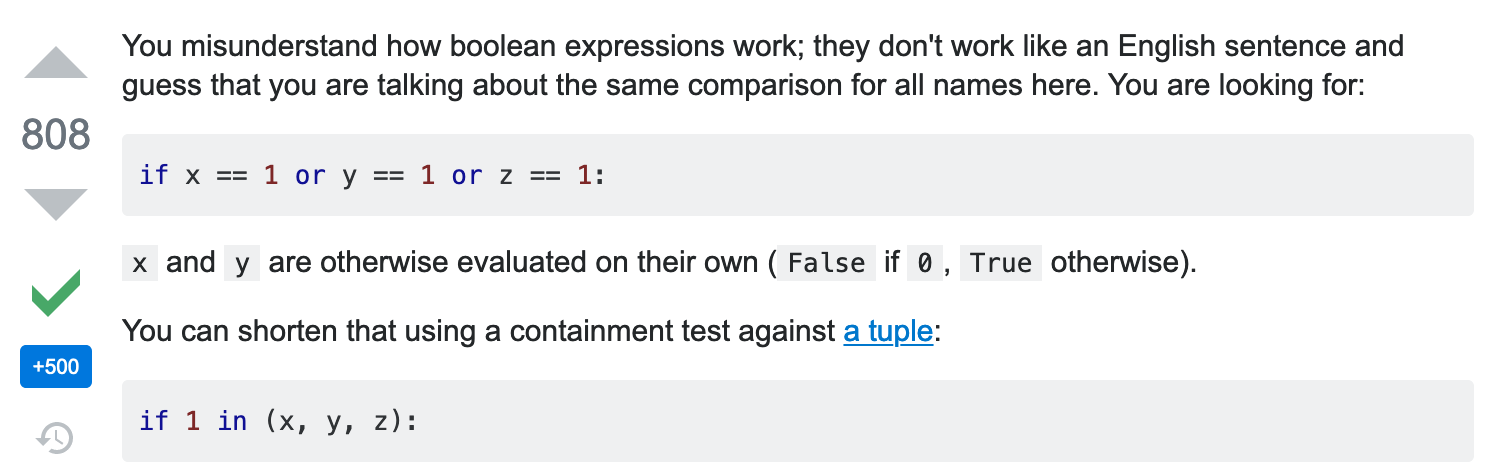 You misunderstand how boolean expressions work; they don't work like an English sentence and
guess that you are talking about the same comparison for all names here. You are looking for:
808
if x == 1 or y == 1 or z == 1:
x and y are otherwise evaluated on their own (False if 0, True otherwise).
You can shorten that using a containment test against a tuple:
+500
if 1 in (x, y, z):